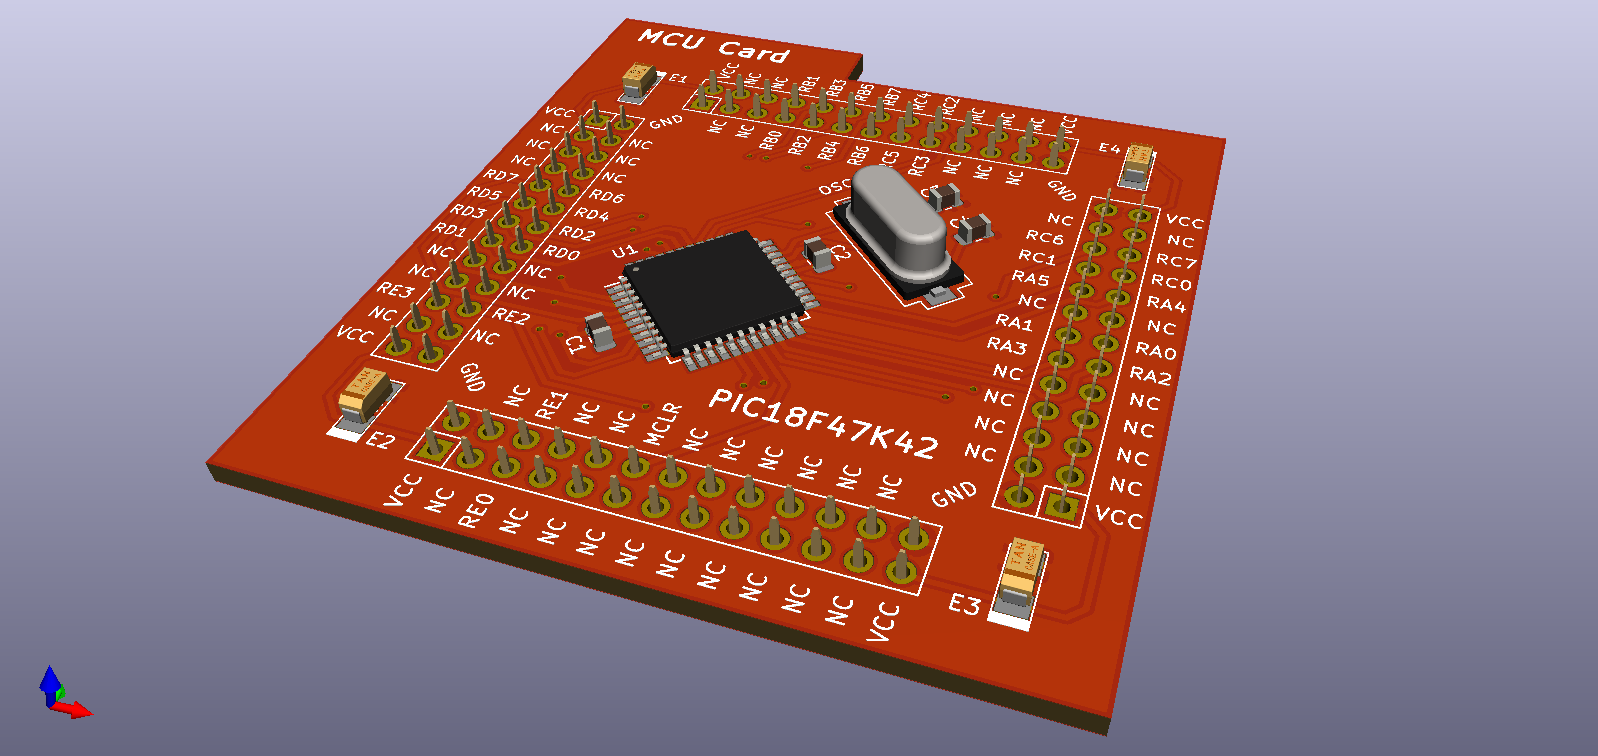 MCU Card
E1
VCC
NC
NC
RB1
RB3
RB5
RB7
RC4
RC2
NC
NC
NC
VCC
NC
NC
RB0
RB2
RB4
RB6
RC3
NC
NC
NC
GND
E4
VCC
NC
NC
NC
RD7
RD5
RD3
RD1
NC
NC
RE3
NC
VCC
GND
NC
NC
NC
RD6
RD4
RD2
RD0
NC
NC
RE2
NC
GND
OSC
U1
C2
C1
NC
RC6
RC1
RA5
NC
RA1
RA3
NC
NC
NC
NC
GND
VCC
NC
RC7
RC0
RA4
NC
RA0
RA2
NC
NC
NC
NC
VCC
PIC18F47K42
E2
NC
RE1
NC
NC
MCLR
NC
NC
NC
NC
NC
NC
VCC
NC
RE0
NC
NC
NC
NC
NC
NC
NC
NC
NC
VCC
E3
TAN
CASE-A
TAN
CASE-A